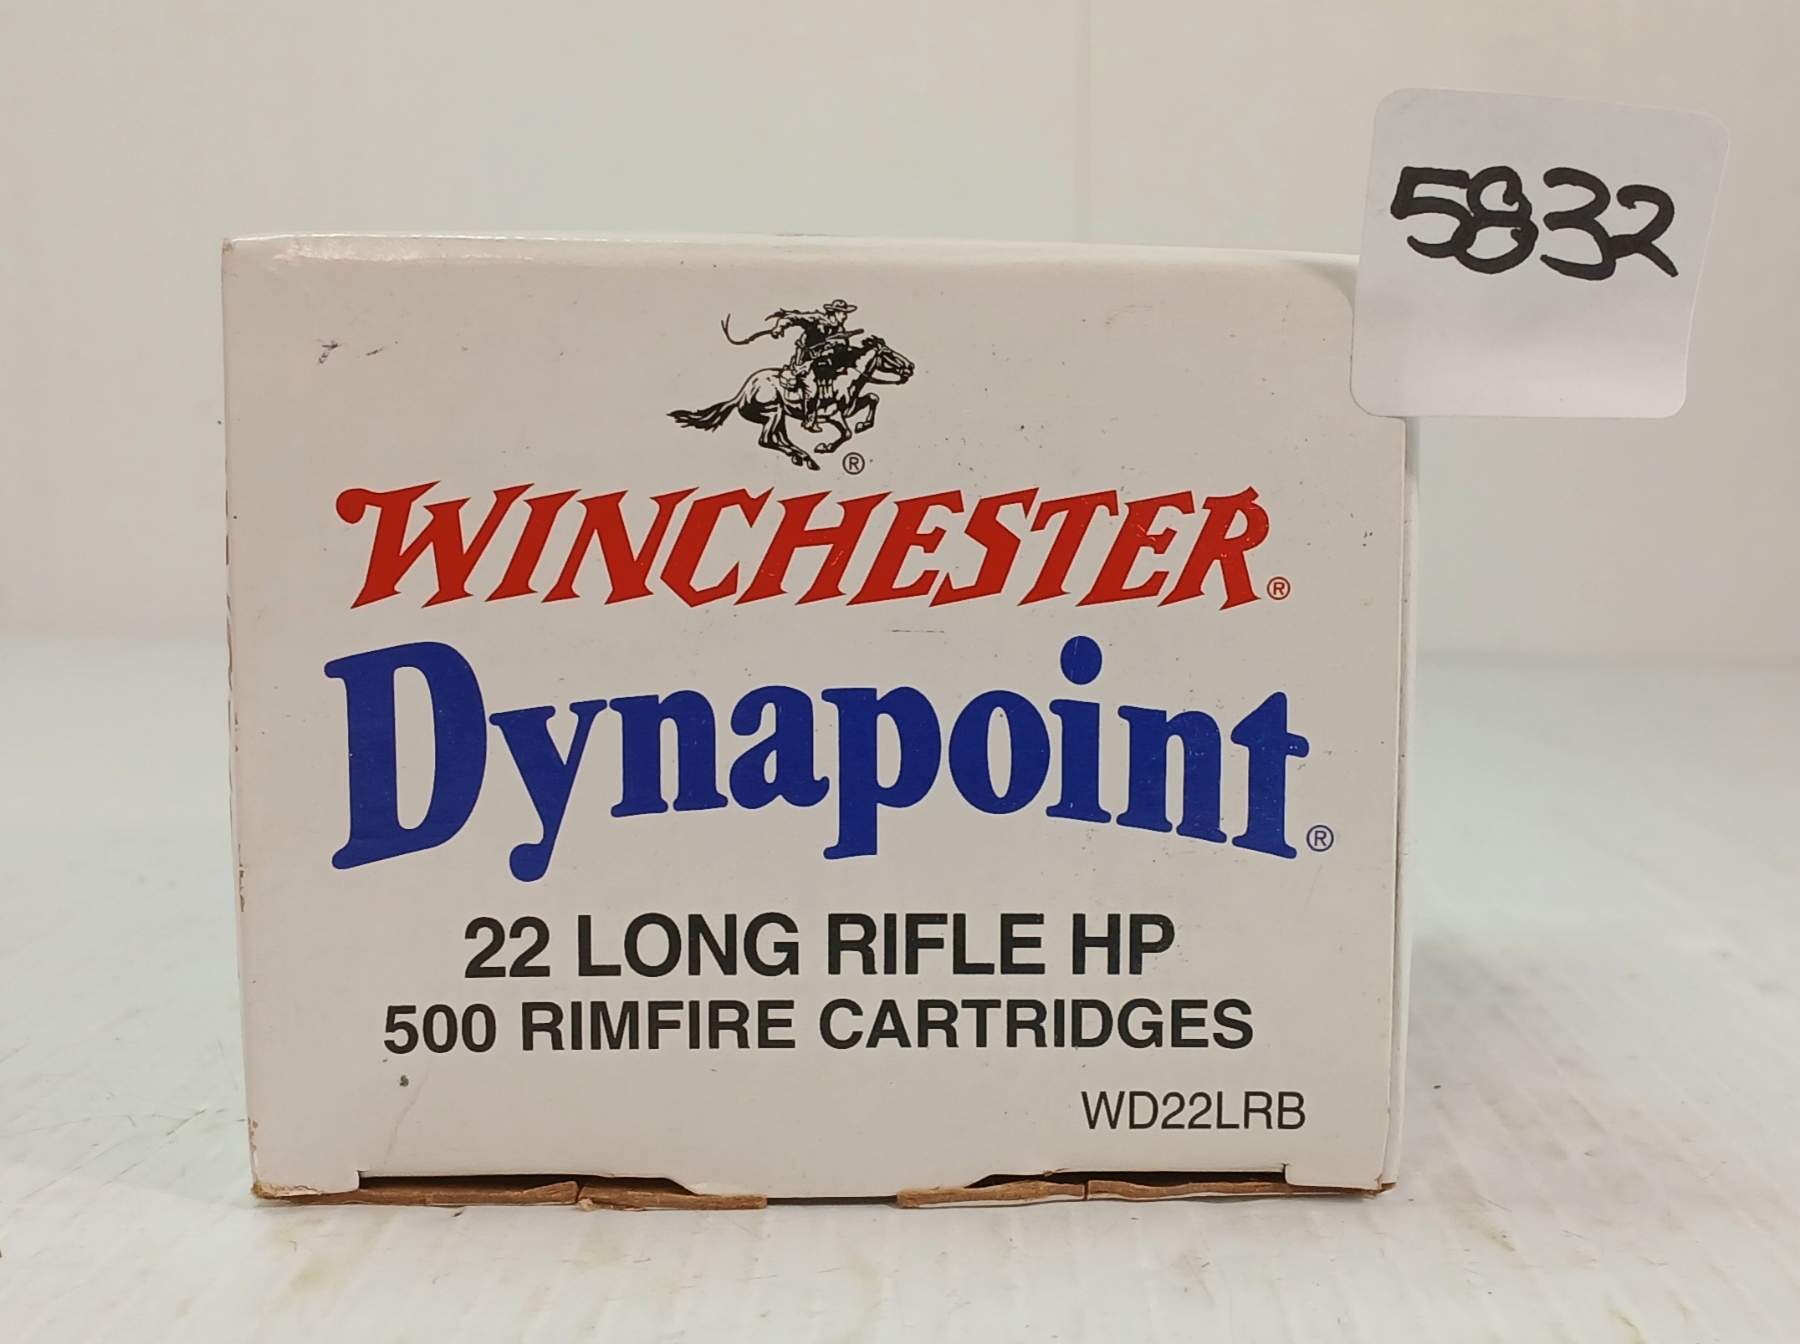 5832
®
WINCHESTER®
Dynapoint®
22 LONG RIFLE HP
500 RIMFIRE CARTRIDGES
WD22LRB